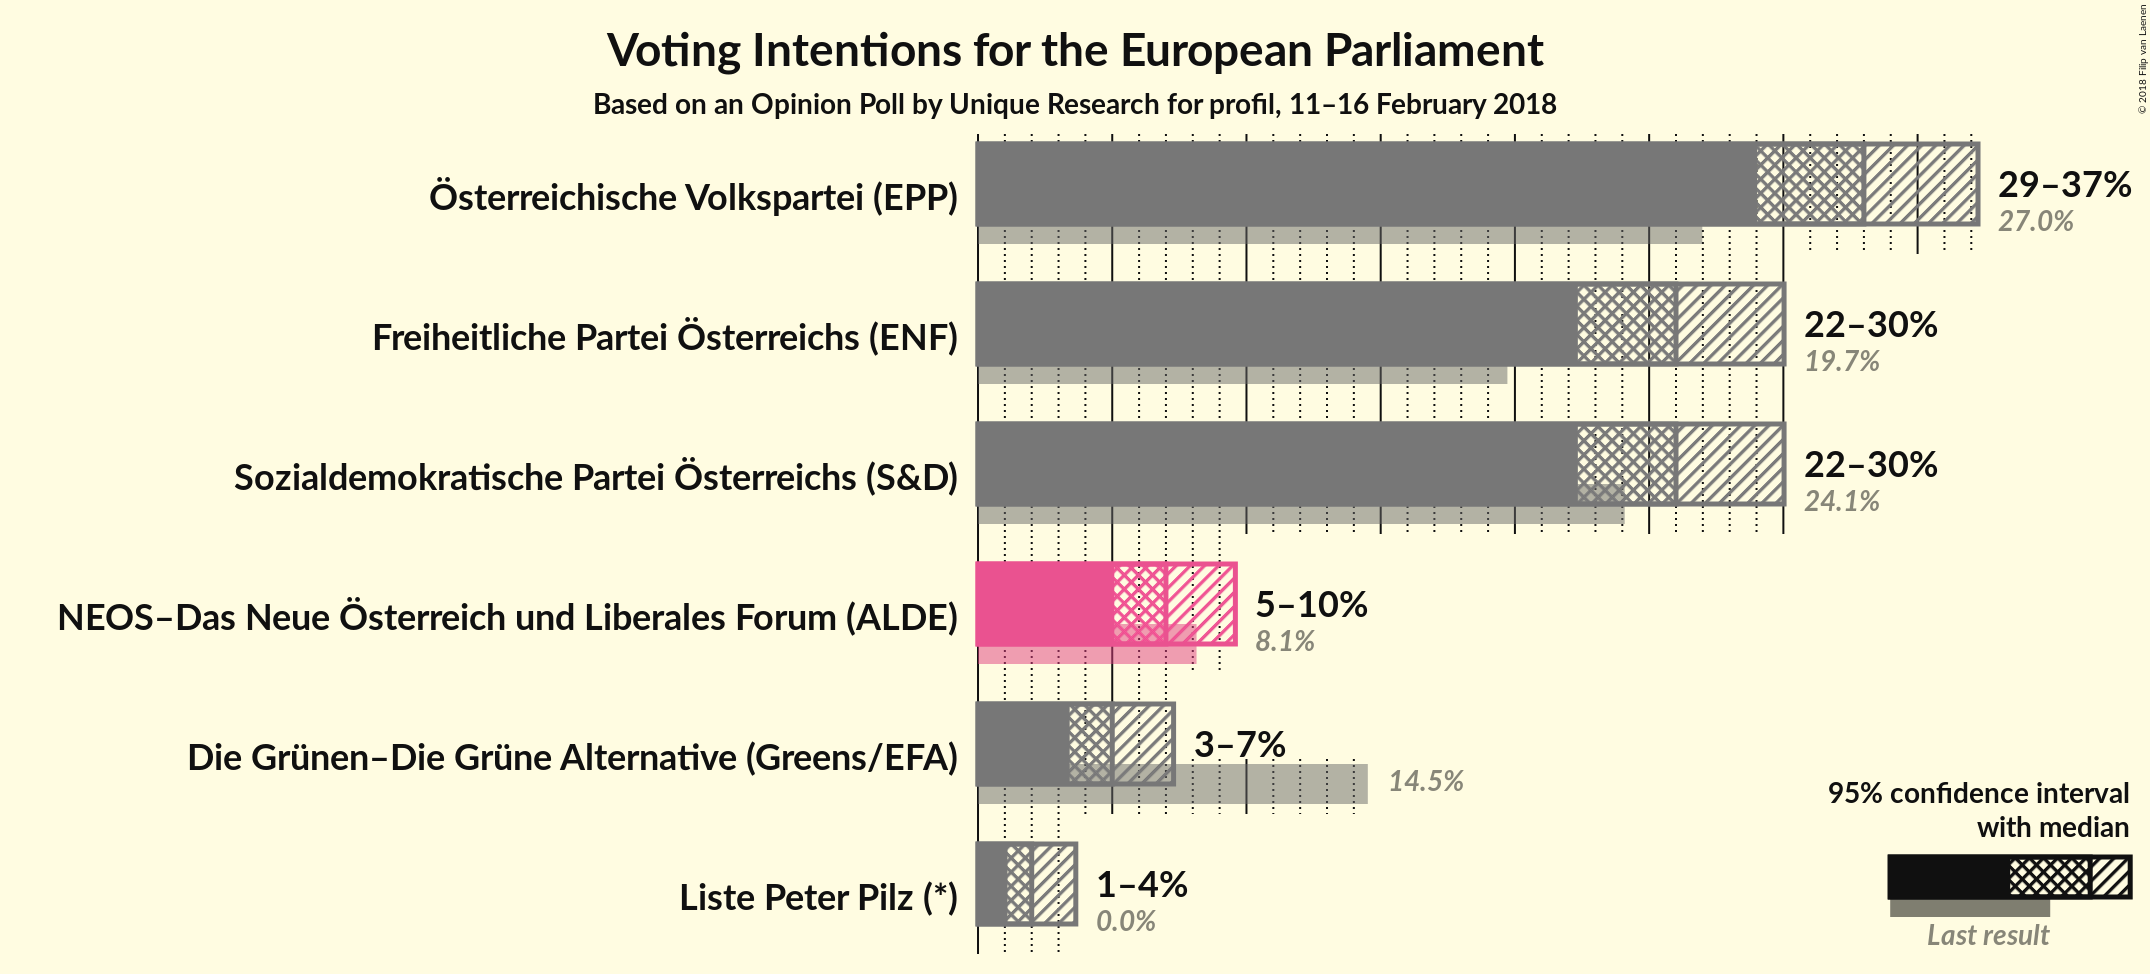 Voting Intentions for the European Parliament
Based on an Opinion Poll by Unique Research for profil, 11–16 February 2018
© 2018 Filip van Laenen
Österreichische Volkspartei (EPP)
29–37%
27.0%
Freiheitliche Partei Österreichs (ENF)
22–30%
19.7%
Sozialdemokratische Partei Österreichs (S&D)
22–30%
24.1%
NEOS–Das Neue Österreich und Liberales Forum (ALDE)
5–10%
8.1%
Die Grünen–Die Grüne Alternative (Greens/EFA)
3–7%
14.5%
Liste Peter Pilz (*)
1–4%
0.0%
95% confidence interval
with median
Last result